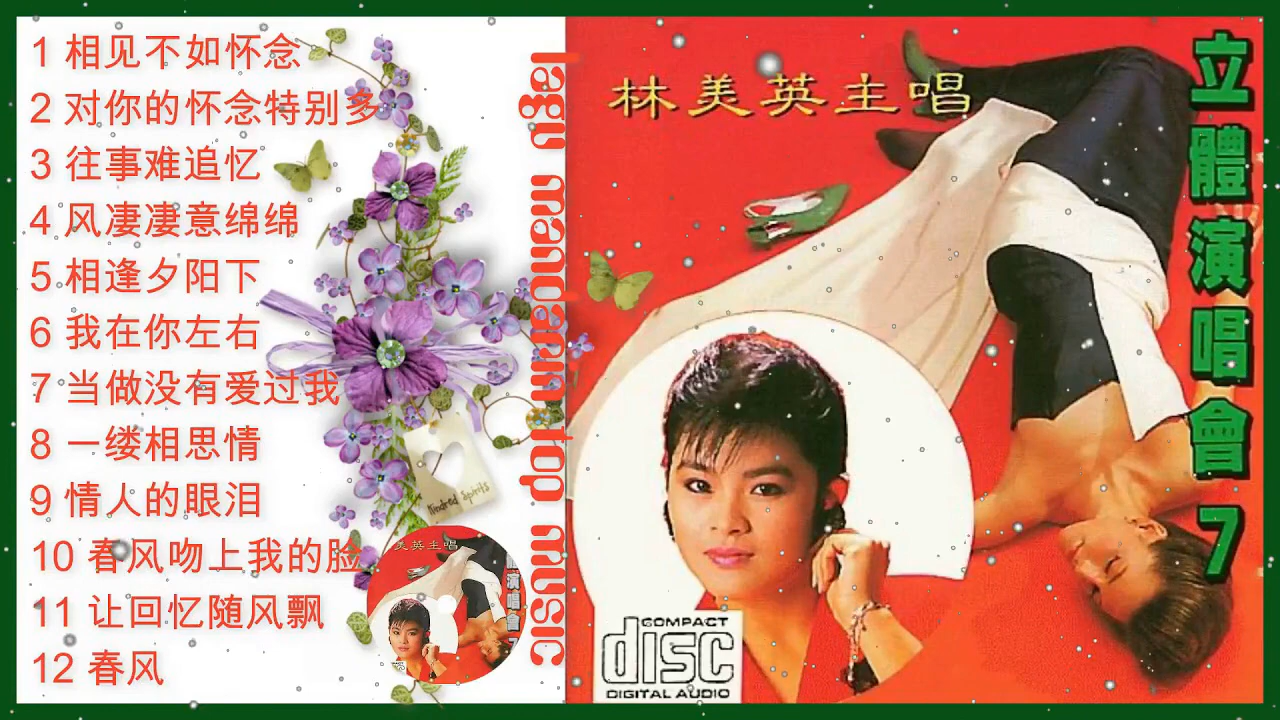 1 相见不如怀念
2 对你的怀念特别多
3 往事难追忆
4 风凄凄意绵绵
5 相逢夕阳下
6 我在你左右
7 当做没有爱过我
8 一缕相思情
9 情人的眼泪
10 春风吻上我的脸
11 让回忆随风飘
12 春风
Kindred Spirits
美英主唱
演唱會 7
lagu mandarin top music
林美英主唱
立體演唱會 7
COMPACT
disc
DIGITAL AUDIO